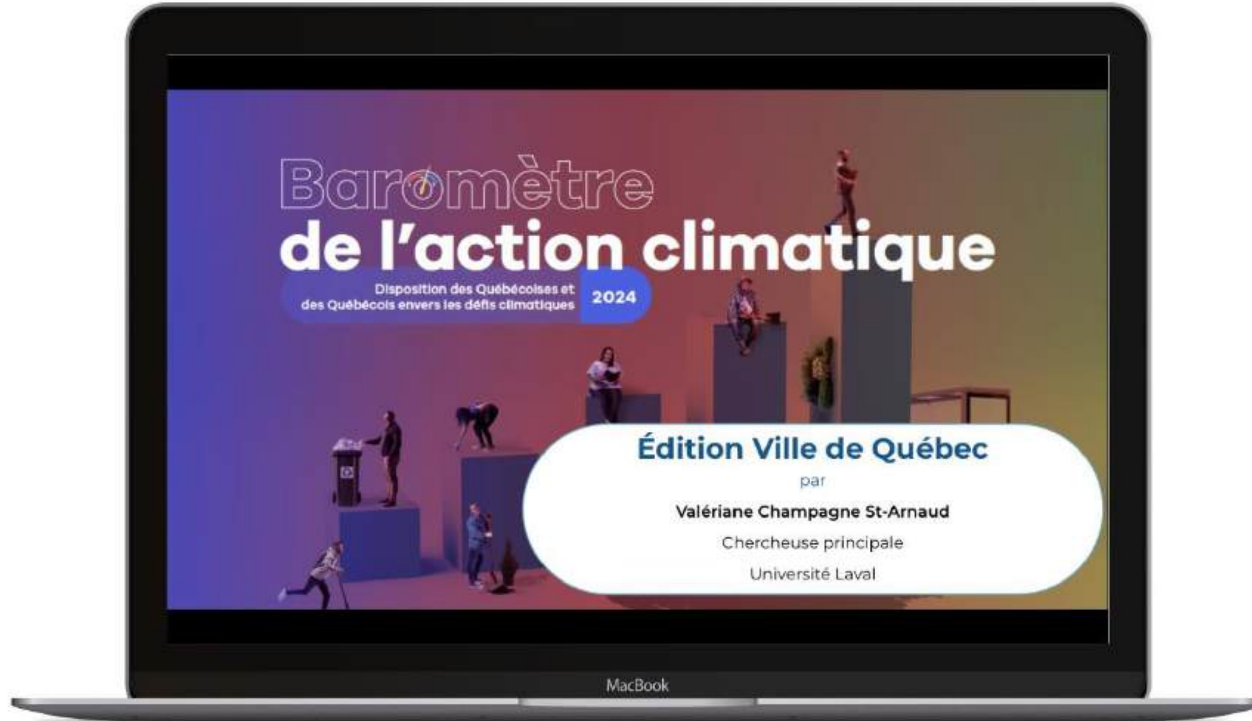 Baromètre
de l'action climatique
Disposition des Québécoises et
des Québécois envers les défis climatiques
2024
Édition Ville de Québec
par
Valériane Champagne St-Arnaud
Chercheuse principale
Université Laval
MacBook